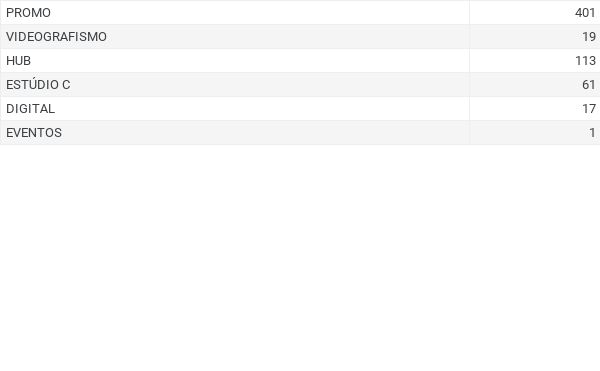 PROMO 401
VIDEOGRAFISMO 19
HUB 113
ESTÚDIO C 61
DIGITAL 17
EVENTOS 1